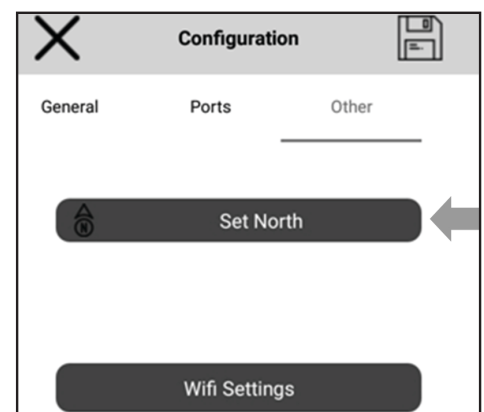 Configuration
General Ports Other
N
Set North
Wifi Settings